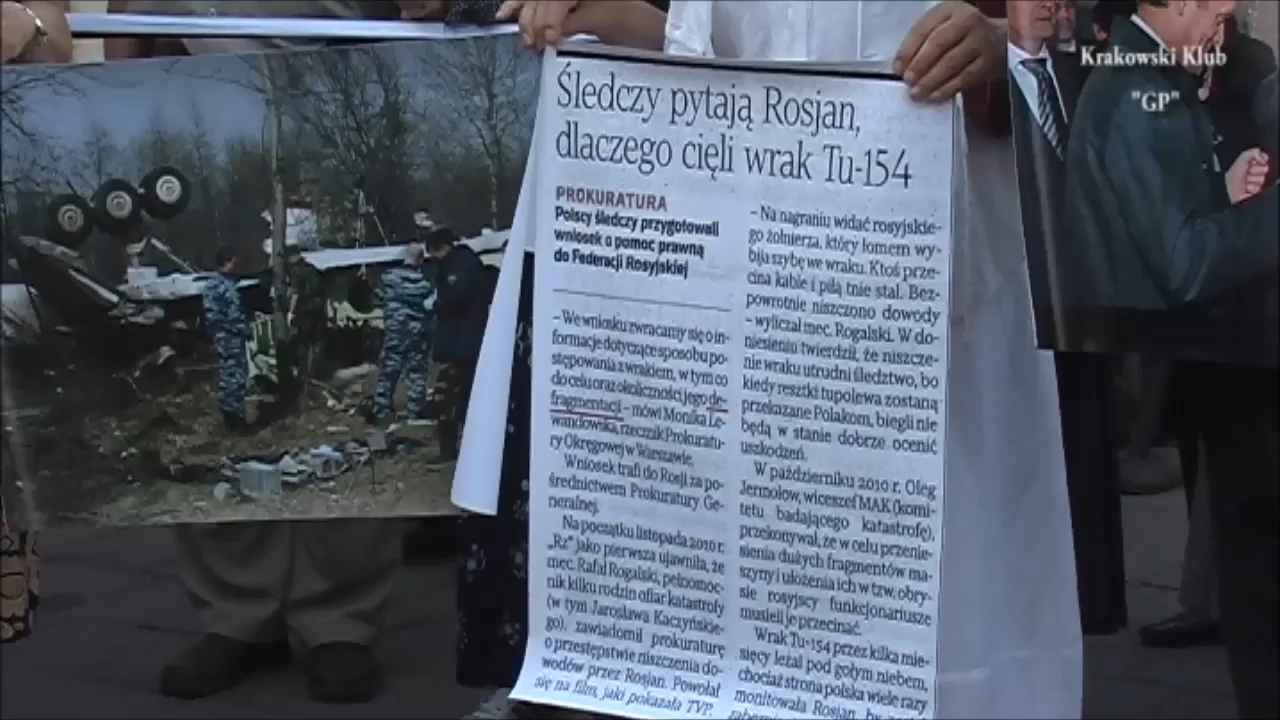 Krakowski Klub
"GP"
Śledczy pytają Rosjan,
dlaczego cięli wrak Tu-154
PROKURATURA
Polscy śledczy przygotowali
wniosek o pomoc prawną
do Federacji Rosyjskiej
– We wniosku zwracamy się o in-
formacje dotyczące sposobu po-
stępowania z wrakiem, w tym co
do celu oraz okoliczności jego de-
fragmentacji – mówi Monika Le-
wandowska, rzecznik Prokuratu-
ry Okręgowej w Warszawie.
Wniosek trafi do Rosji za po-
średnictwem Prokuratury Ge-
neralnej.
Na początku listopada 2010 r.
„Rz” jako pierwsza ujawniła, że
mec. Rafał Rogalski, pełnomoc-
nik kilku rodzin ofiar katastrofy
(w tym Jarosława Kaczyńskie-
go), zawiadomił prokuraturę
o przestępstwie niszczenia do-
wodów przez Rosjan. Powołał
się na film, jaki pokazała TVP.
– Na nagraniu widać rosyjskie-
go żołnierza, który łomem wy-
bija szybę we wraku. Ktoś prze-
cina kable i piłą tnie stal. Bez-
powrotnie niszczono dowody
– wyliczał mec. Rogalski. W do-
niesieniu twierdził, że niszcze-
nie wraku utrudni śledztwo, bo
kiedy resztki tupolewa zostaną
przekazane Polakom, biegli nie
będą w stanie dobrze ocenić
uszkodzeń.
W październiku 2010 r. Oleg
Jermołow, wiceszef MAK (komi-
tetu badającego katastrofę),
przekonywał, że w celu przenie-
sienia dużych fragmentów ma-
szyny i ułożenia ich w tzw. obry-
sie rosyjscy funkcjonariusze
musieli je przecinać.
Wrak Tu-154 przez kilka mie-
sięcy leżał pod gołym niebem,
chociaż strona polska wiele razy
monitowała Rosjan, by